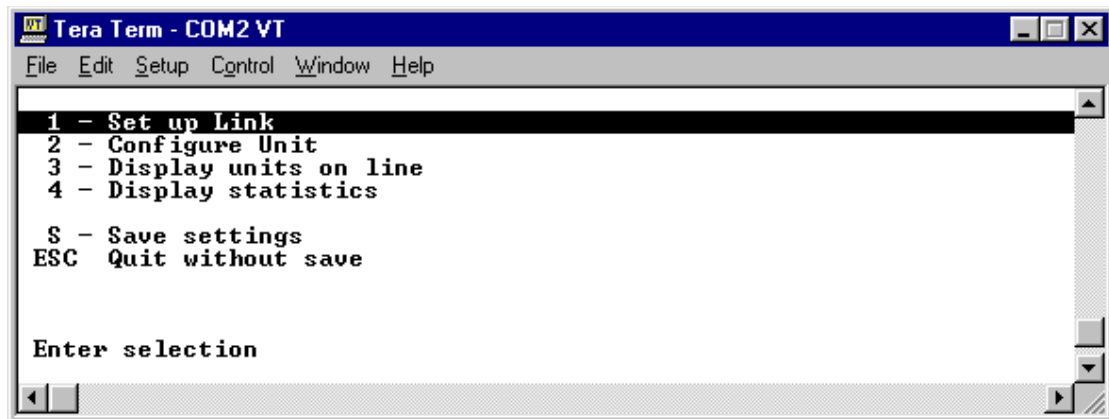 Tera Term - COM2 VT
File Edit Setup Control Window Help
1 - Set up Link
2 - Configure Unit
3 - Display units on line
4 - Display statistics
S - Save settings
ESC Quit without save
Enter selection